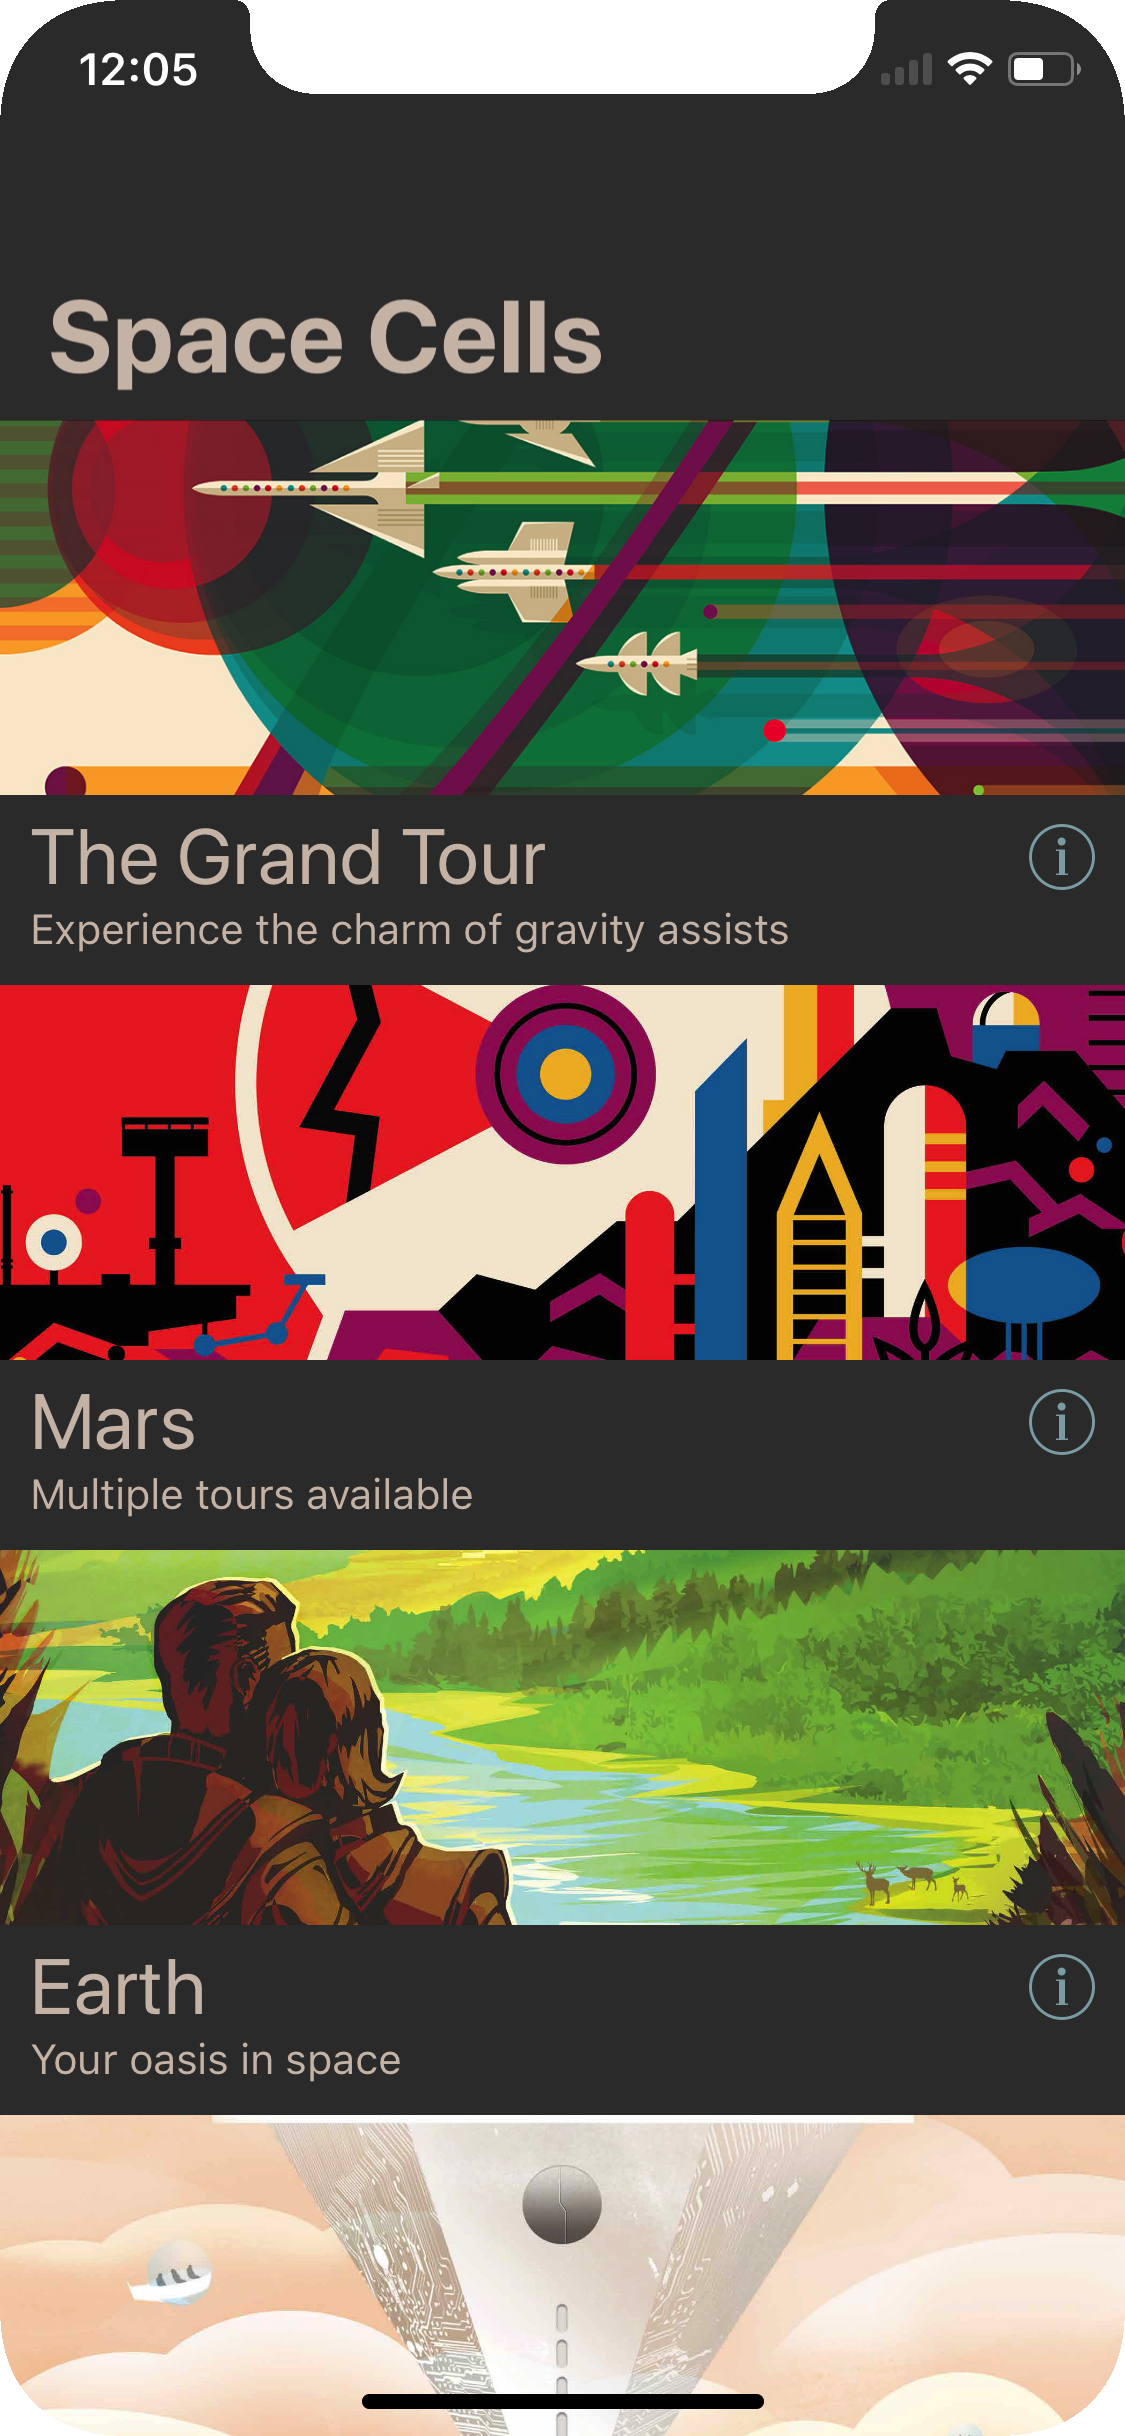 12:05
Space Cells
The Grand Tour
Experience the charm of gravity assists
Mars
Multiple tours available
Earth
Your oasis in space